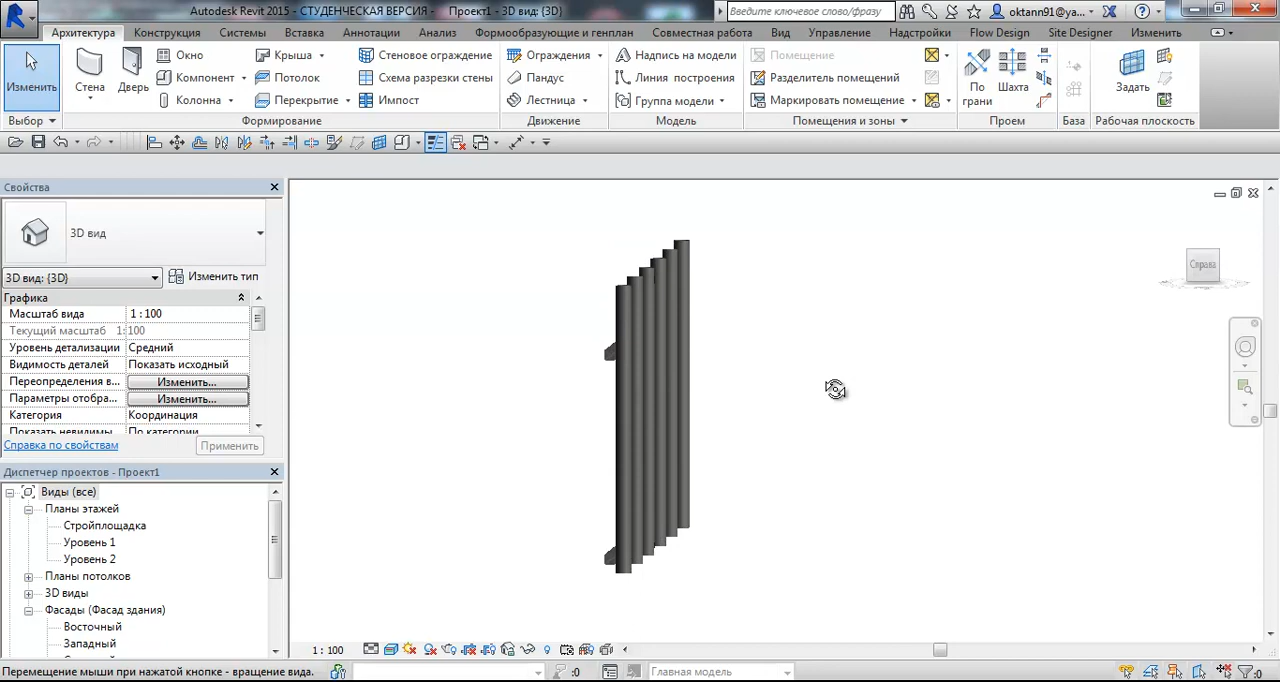 Autodesk Revit 2015 - СТУДЕНЧЕСКАЯ ВЕРСИЯ - Проект1 - 3D вид: {3D}
Введите ключевое слово/фразу
oktann91@ya...
Архитектура Конструкция Системы Вставка Аннотации Анализ Формообразующие и генплан Совместная работа Вид Управление Надстройки Flow Design Site Designer Изменить
Окно Крыша Стеновое ограждение Ограждения Надпись на модели Помещение
Изменить Стена Дверь Компонент Потолок Схема разрезки стены Пандус Линия построения Разделитель помещений По грани Шахта Задать
Колонна Перекрытие Импост Лестница Группа модели Маркировать помещение
Выбор Формирование Движение Модель Помещения и зоны Проем База Рабочая плоскость
Свойства
3D вид
3D вид: {3D} Изменить тип
Графика
Масштаб вида 1 : 100
Текущий масштаб 1: 100
Уровень детализации Средний
Видимость деталей Показать исходный
Переопределения в... Изменить...
Параметры отобра... Изменить...
Категория Координация
Показать невидимы... По категории
Справка по свойствам Применить
Диспетчер проектов - Проект1
Виды (все)
Планы этажей
Стройплощадка
Уровень 1
Уровень 2
Планы потолков
3D виды
Фасады (Фасад здания)
Восточный
Западный
Справа
1 : 100
Перемещение мыши при нажатой кнопке - вращение вида.
:0
Главная модель
:0